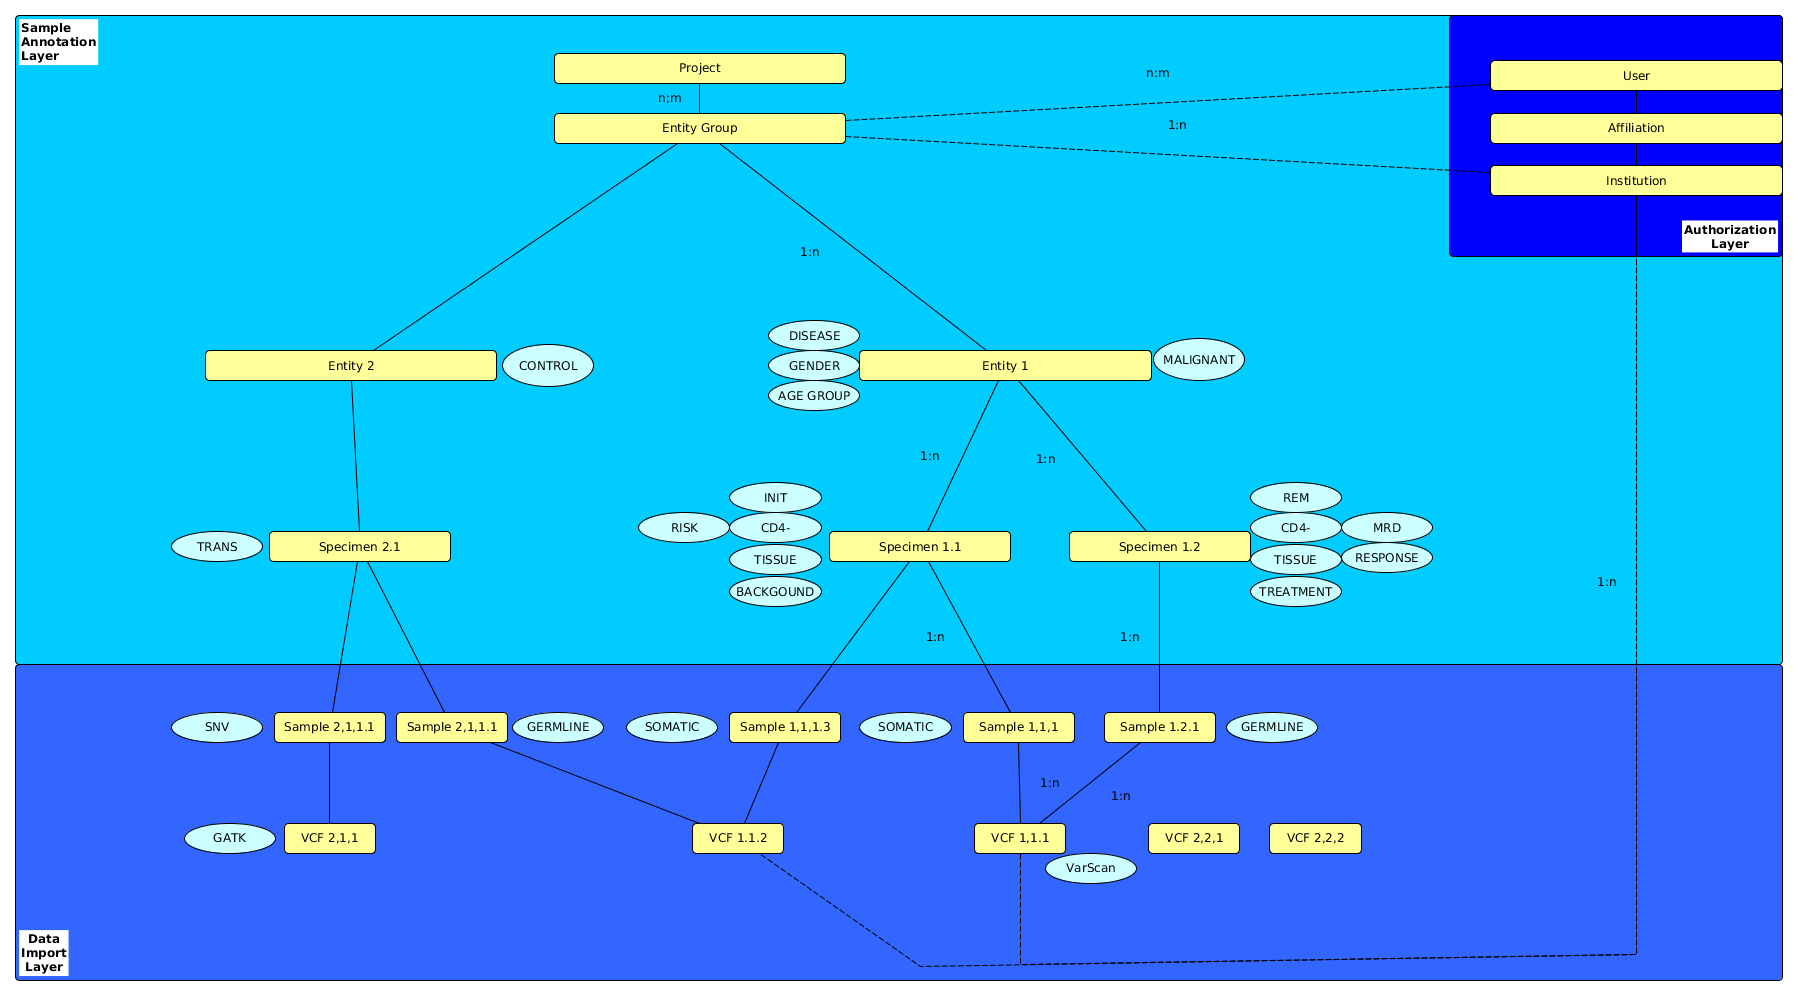 Sample
Annotation
Layer
Project
n;m
Entity Group
n:m
1:n
User
Affiliation
Institution
Authorization
Layer
1:n
Entity 2
CONTROL
DISEASE
GENDER
AGE GROUP
Entity 1
MALIGNANT
1:n
1:n
TRANS
Specimen 2.1
RISK
INIT
CD4-
TISSUE
BACKGOUND
Specimen 1.1
Specimen 1.2
REM
CD4-
TISSUE
TREATMENT
MRD
RESPONSE
1:n
1:n
1:n
SNV
Sample 2,1,1.1
Sample 2,1,1.1
GERMLINE
SOMATIC
Sample 1,1,1.3
SOMATIC
Sample 1,1,1
Sample 1.2.1
GERMLINE
1:n
1:n
GATK
VCF 2,1,1
VCF 1.1.2
VCF 1,1.1
VCF 2,2,1
VCF 2,2,2
VarScan
Data
Import
Layer